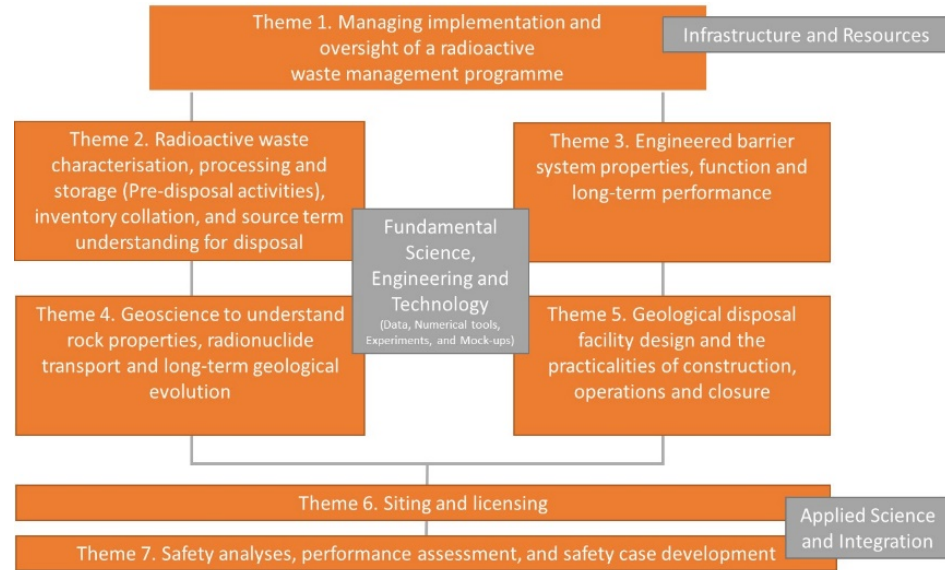 Theme 1. Managing implementation and
oversight of a radioactive
waste management programme
Infrastructure and Resources
Theme 2. Radioactive waste
characterisation, processing and
storage (Pre-disposal activities),
inventory collation, and source term
understanding for disposal
Theme 3. Engineered barrier
system properties, function and
long-term performance
Fundamental
Science,
Engineering and
Technology
(Data, Numerical tools,
Experiments, and Mock-ups)
Theme 4. Geoscience to understand
rock properties, radionuclide
transport and long-term geological
evolution
Theme 5. Geological disposal
facility design and the
practicalities of construction,
operations and closure
Theme 6. Siting and licensing
Applied Science
and Integration
Theme 7. Safety analyses, performance assessment, and safety case development